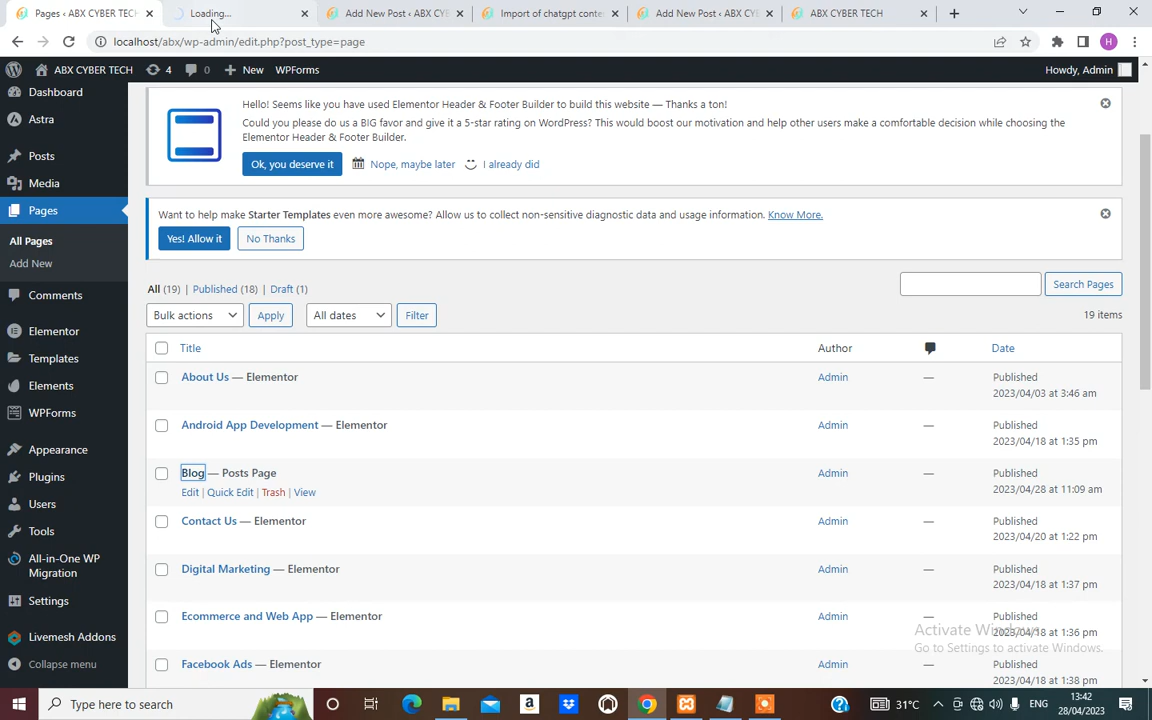 Pages ‹ ABX CYBER TECH
Loading...
Add New Post ‹ ABX CY
Import of chatgpt conte
Add New Post ‹ ABX CY
ABX CYBER TECH
localhost/abx/wp-admin/edit.php?post_type=page
H
ABX CYBER TECH 4 0 New WPForms
Howdy, Admin
Dashboard
Astra
Posts
Media
Pages
All Pages
Add New
Comments
Elementor
Templates
Elements
WPForms
Appearance
Plugins
Users
Tools
All-in-One WP
Migration
Settings
Livemesh Addons
Collapse menu
Hello! Seems like you have used Elementor Header & Footer Builder to build this website — Thanks a ton!
Could you please do us a BIG favor and give it a 5-star rating on WordPress? This would boost our motivation and help other users make a comfortable decision while choosing the
Elementor Header & Footer Builder.
Ok, you deserve it Nope, maybe later I already did
Want to help make Starter Templates even more awesome? Allow us to collect non-sensitive diagnostic data and usage information. Know More.
Yes! Allow it No Thanks
All (19) | Published (18) | Draft (1)
Search Pages
Bulk actions Apply All dates Filter
19 items
Title Author Date
About Us — Elementor Admin — Published
2023/04/03 at 3:46 am
Android App Development — Elementor Admin — Published
2023/04/18 at 1:35 pm
Blog — Posts Page Admin — Published
Edit | Quick Edit | Trash | View 2023/04/28 at 11:09 am
Contact Us — Elementor Admin — Published
2023/04/20 at 1:22 pm
Digital Marketing — Elementor Admin — Published
2023/04/18 at 1:37 pm
Ecommerce and Web App — Elementor Admin — Published
2023/04/18 at 1:36 pm
Facebook Ads — Elementor Admin — Published
2023/04/18 at 1:38 pm
Activate Windows
Go to Settings to activate Windows.
Type here to search
31°C
ENG
13:42
28/04/2023